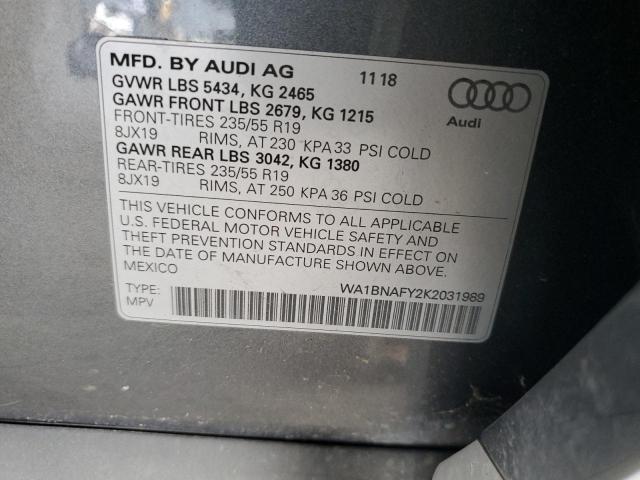 MFD. BY AUDI AG 11 18
GVWR LBS 5434, KG 2465
GAWR FRONT LBS 2679, KG 1215
FRONT-TIRES 235/55 R19
8JX19 RIMS, AT 230 KPA 33 PSI COLD
GAWR REAR LBS 3042, KG 1380
REAR-TIRES 235/55 R19
8JX19 RIMS, AT 250 KPA 36 PSI COLD
Audi
THIS VEHICLE CONFORMS TO ALL APPLICABLE
U.S. FEDERAL MOTOR VEHICLE SAFETY AND
THEFT PREVENTION STANDARDS IN EFFECT ON
THE DATE OF MANUFACTURE SHOWN ABOVE.
MEXICO
TYPE: WA1BNAFY2K2031989
MPV